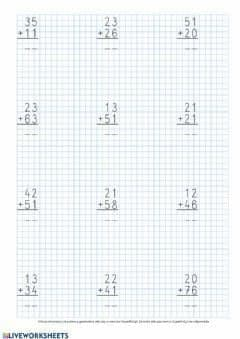 35 23 51
+11 +26 +20
-- -- --
23 13 21
+63 +51 +21
-- -- --
42 21 12
+51 +58 +46
-- -- --
13 22 20
+34 +41 +76
-- -- --
LIVEWORKSHEETS